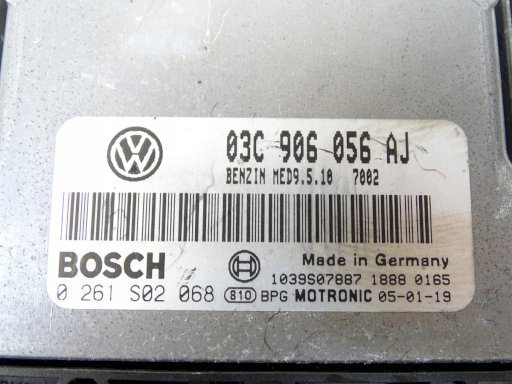 03C 906 056 AJ
BENZIN MED9.5.10 7002
BOSCH
Made in Germany
1039S07887 1888 0165
0 261 S02 068 810 BPG MOTRONIC 05-01-19